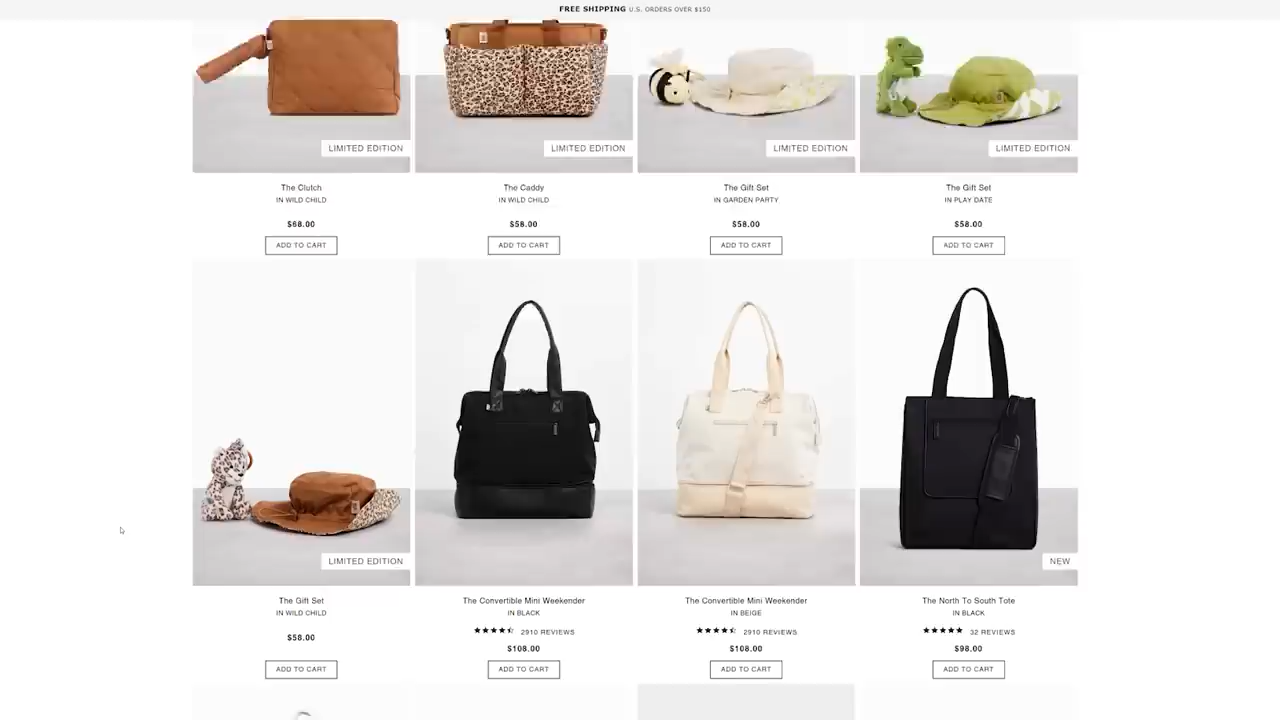 FREE SHIPPING U.S. ORDERS OVER $150
LIMITED EDITION
LIMITED EDITION
LIMITED EDITION
LIMITED EDITION
The Clutch
IN WILD CHILD
$68.00
ADD TO CART
The Caddy
IN WILD CHILD
$58.00
ADD TO CART
The Gift Set
IN GARDEN PARTY
$58.00
ADD TO CART
The Gift Set
IN PLAY DATE
$58.00
ADD TO CART
LIMITED EDITION
NEW
The Gift Set
IN WILD CHILD
$58.00
ADD TO CART
The Convertible Mini Weekender
IN BLACK
2910 REVIEWS
$108.00
ADD TO CART
The Convertible Mini Weekender
IN BEIGE
2910 REVIEWS
$108.00
ADD TO CART
The North To South Tote
IN BLACK
32 REVIEWS
$98.00
ADD TO CART